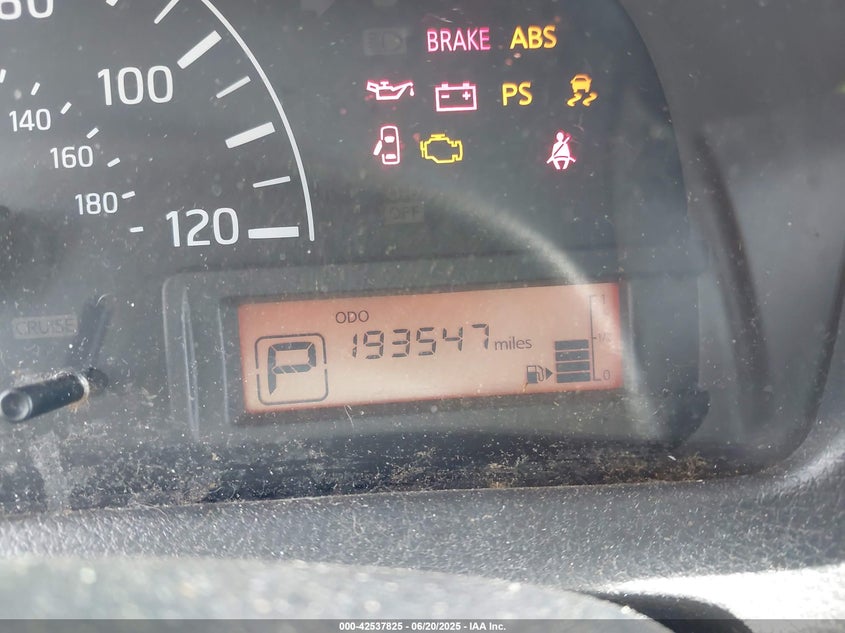 80
BRAKE ABS
100
140
PS
160
180
120
OFF
CRUISE
ODO
1
193547 miles
1/2
P
0
000-42537825 / 06/20/2025 - IAA Inc.